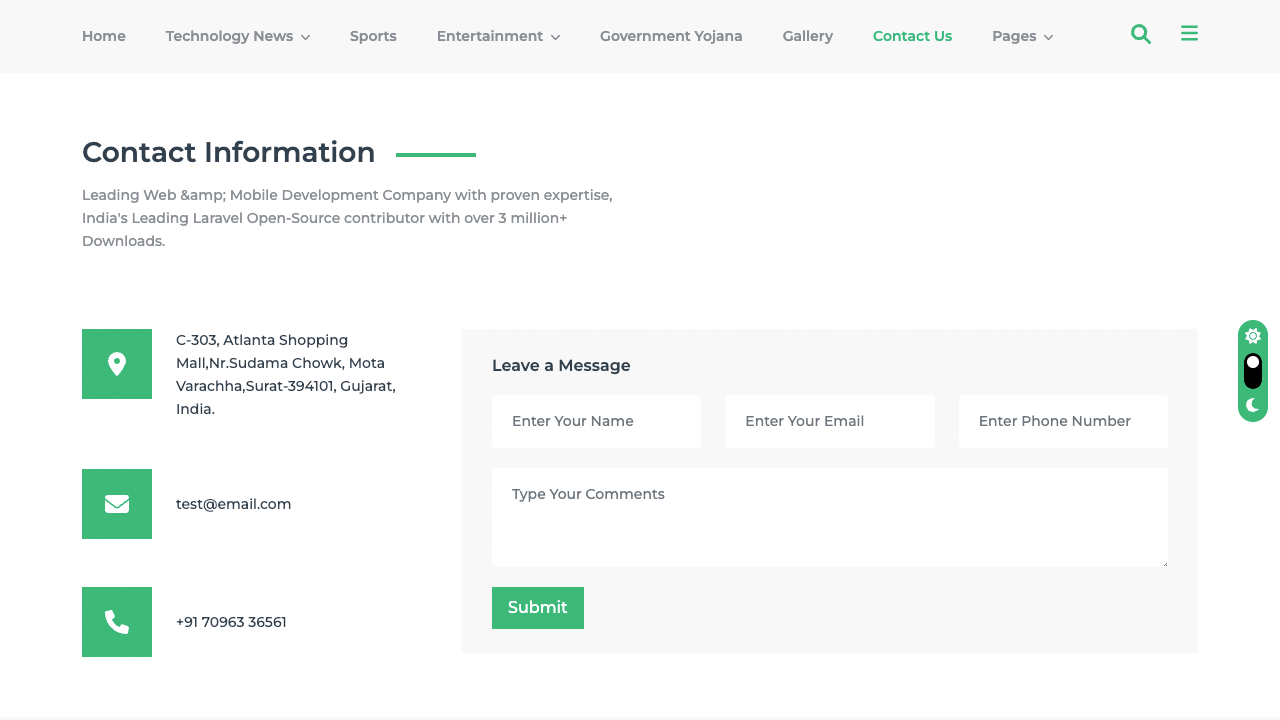 Home Technology News Sports Entertainment Government Yojana Gallery Contact Us Pages
Contact Information
Leading Web &amp; Mobile Development Company with proven expertise,
India's Leading Laravel Open-Source contributor with over 3 million+
Downloads.
C-303, Atlanta Shopping
Mall,Nr.Sudama Chowk, Mota
Varachha,Surat-394101, Gujarat,
India.
test@email.com
+91 70963 36561
Leave a Message
Enter Your Name Enter Your Email Enter Phone Number
Type Your Comments
Submit